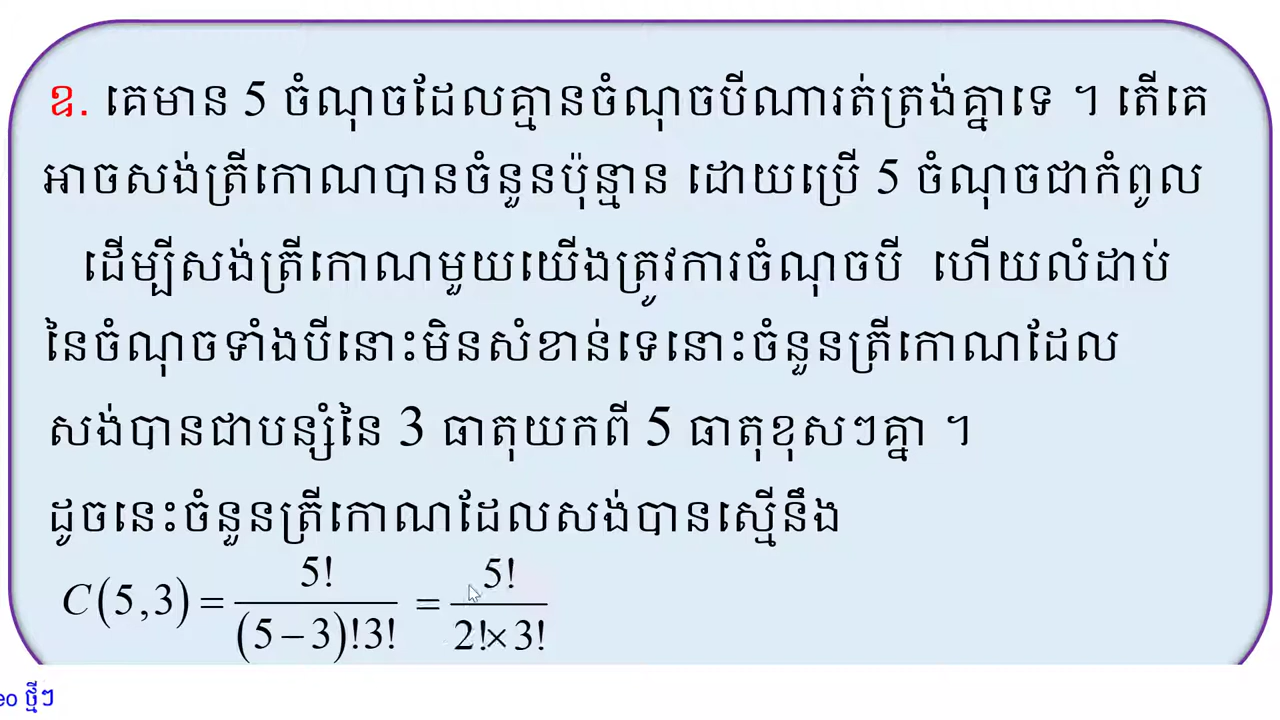 ឧ. គេមាន 5 ចំណុចដែលគ្មានចំណុចបីណារត់ត្រង់គ្នាទេ ។ តើគេ
អាចសង់ត្រីកោណបានចំនួនប៉ុន្មាន ដោយប្រើ 5 ចំណុចជាកំពូល
ដើម្បីសង់ត្រីកោណមួយយើងត្រូវការចំណុចបី ហើយលំដាប់
នៃចំណុចទាំងបីនោះមិនសំខាន់ទេនោះចំនួនត្រីកោណដែល
សង់បានជាបន្សំនៃ 3 ធាតុយកពី 5 ធាតុខុសៗគ្នា ។
ដូចនេះចំនួនត្រីកោណដែលសង់បានស្មើនឹង
C(5,3) = 5! / (5−3)!3! = 5! / 2!×3!
eo ថ្មីៗ